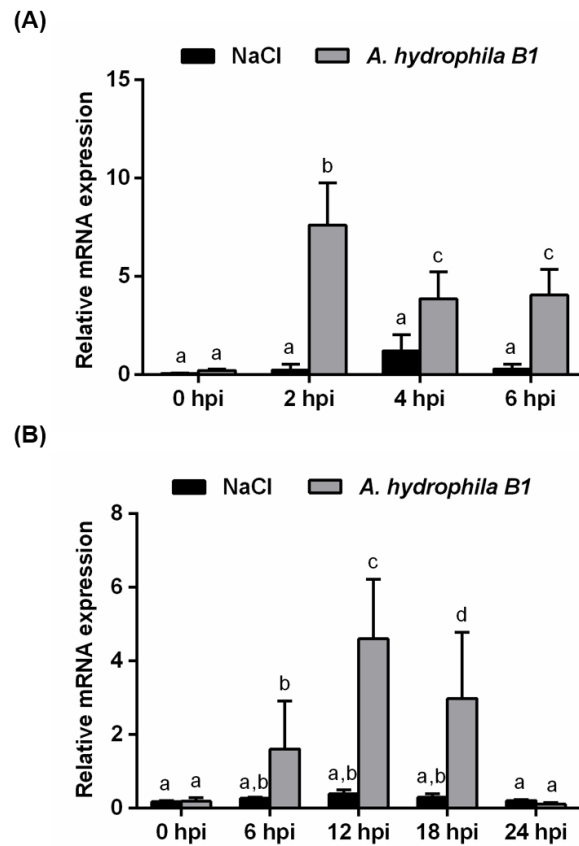 (A)
NaCl A. hydrophila B1
Relative mRNA expression
15
10
5
0
a a a b a c a c
0 hpi 2 hpi 4 hpi 6 hpi
(B)
NaCl A. hydrophila B1
Relative mRNA expression
8
6
4
2
0
a a a,b b a,b c a,b d a a
0 hpi 6 hpi 12 hpi 18 hpi 24 hpi